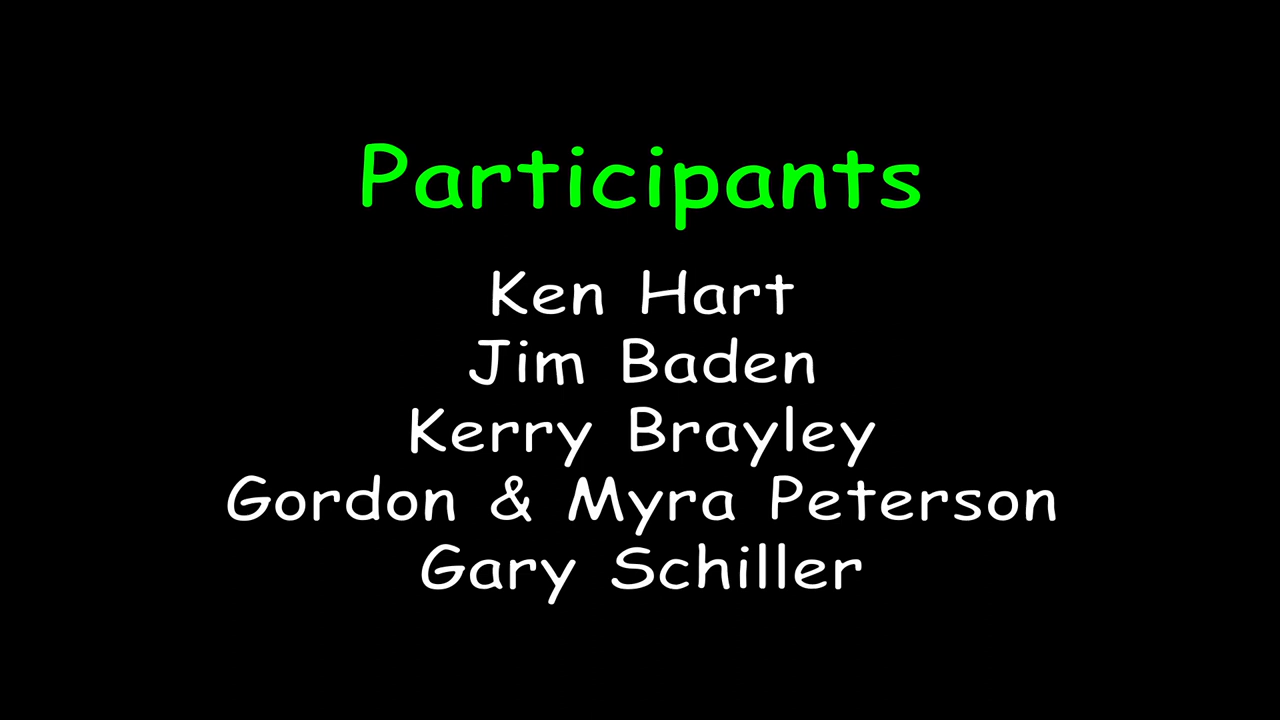 Participants
Ken Hart
Jim Baden
Kerry Brayley
Gordon & Myra Peterson
Gary Schiller